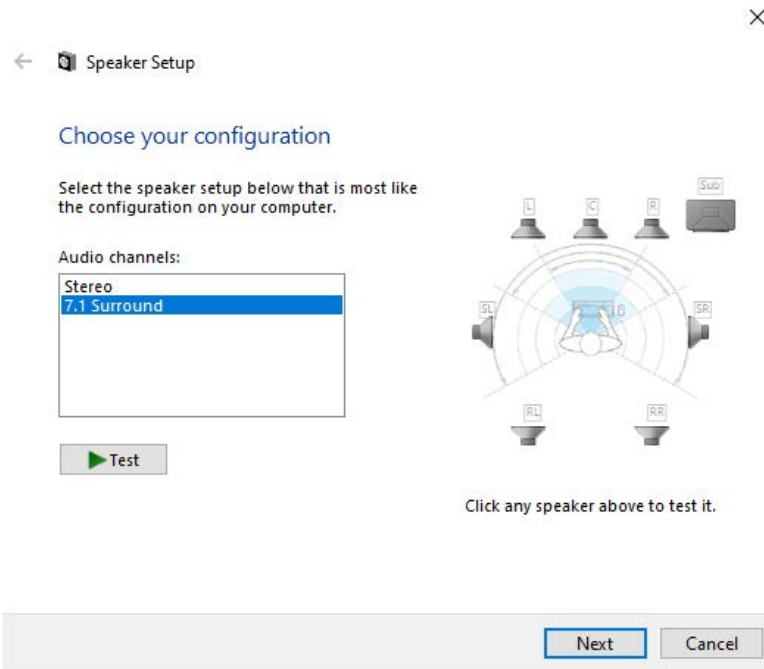 Speaker Setup
Choose your configuration
Select the speaker setup below that is most like
the configuration on your computer.
Audio channels:
Stereo
7.1 Surround
Test
L
C
R
Sub
SL
SR
RL
RR
Click any speaker above to test it.
Next
Cancel